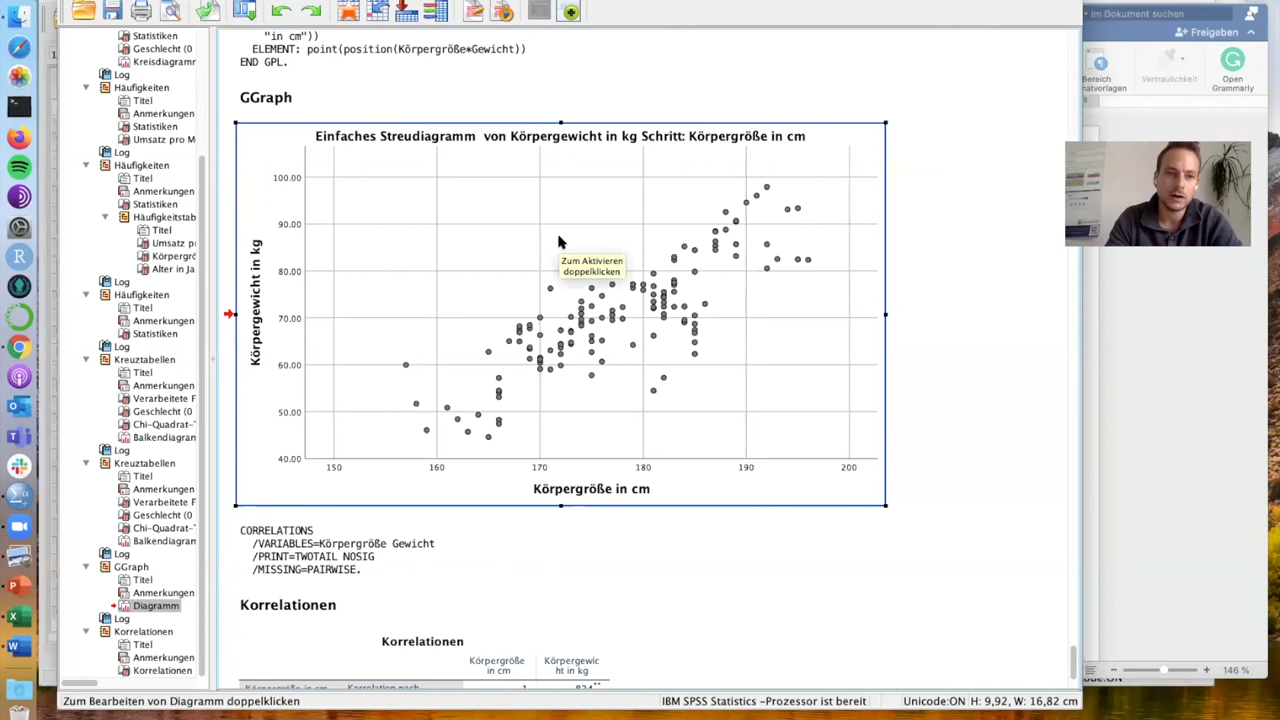 Im Dokument suchen
Freigeben
Bereich
Vertraulichkeit
Open
Grammarly
Statistiken
Geschlecht (0
Kreisdiagramm
Log
Häufigkeiten
Titel
Anmerkungen
Statistiken
Umsatz pro M
Log
Häufigkeiten
Titel
Anmerkungen
Statistiken
Häufigkeitstab
Titel
Umsatz pr
Körpergrö
Alter in Ja
Log
Häufigkeiten
Titel
Anmerkungen
Statistiken
Log
Kreuztabellen
Titel
Anmerkungen
Verarbeitete F
Geschlecht (0
Chi-Quadrat-T
Balkendiagram
Log
Kreuztabellen
Titel
Anmerkungen
Verarbeitete F
Geschlecht (0
Chi-Quadrat-T
Balkendiagram
Log
GGraph
Titel
Anmerkungen
Diagramm
Log
Korrelationen
Titel
Anmerkungen
Korrelationen
"in cm"))
ELEMENT: point(position(Körpergröße*Gewicht))
END GPL.
GGraph
Einfaches Streudiagramm von Körpergewicht in kg Schritt: Körpergröße in cm
Körpergewicht in kg
100.00
90.00
80.00
70.00
60.00
50.00
40.00
Zum Aktivieren
doppelklicken
150 160 170 180 190 200
Körpergröße in cm
CORRELATIONS
/VARIABLES=Körpergröße Gewicht
/PRINT=TWOTAIL NOSIG
/MISSING=PAIRWISE.
Korrelationen
Korrelationen
Körpergröße
in cm
Körpergewic
ht in kg
146 %
Zum Bearbeiten von Diagramm doppelklicken
IBM SPSS Statistics -Prozessor ist bereit
Unicode:ON
H: 9,92, W: 16,82 cm